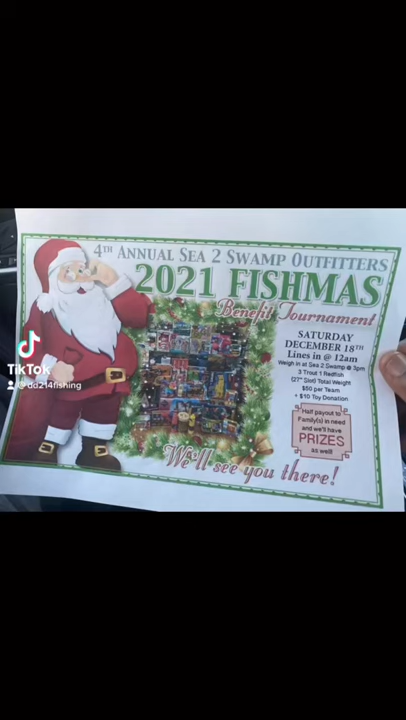 4TH ANNUAL SEA 2 SWAMP OUTFITTERS
2021 FISHMAS
Benefit Tournament
SATURDAY
DECEMBER 18TH
Lines in @ 12am
Weigh in at Sea 2 Swamp @ 3pm
3 Trout 1 Redfish
(27" Slot) Total Weight
$50 per Team
+ $10 Toy Donation
Half payout to
Family(s) in need
and we'll have
PRIZES
as well!
We'll see you there!
TikTok
@dd214fishing